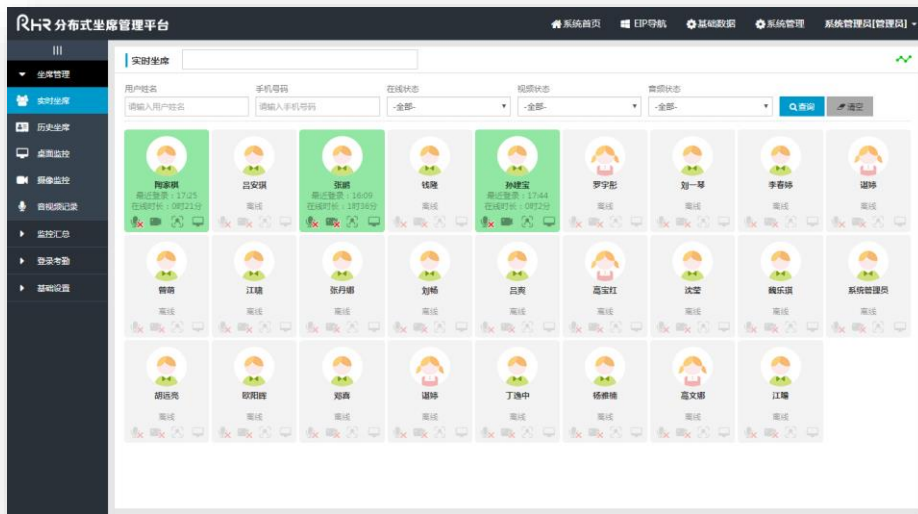 RHR 分布式坐席管理平台
系统首页 EIP导航 基础数据 系统管理 系统管理员[管理员]
坐席管理
实时坐席
历史坐席
桌面监控
摄像监控
音视频记录
监控汇总
登录考勤
基础设置
实时坐席
用户姓名 手机号码 在线状态 视频状态 音频状态
请输入用户姓名 请输入手机号码 -全部- -全部- -全部- 查询 清空
陶家祺 吕安琪 张鹏 钱隆 孙建宝 罗宇彤 刘一琴 李春婷 谌婷
最近登录：17:25 最近登录：16:09 最近登录：17:44
在线时长：0时21分 离线 在线时长：1时36分 离线 在线时长：0时2分 离线 离线 离线 离线
曾萌 江晓 张丹娜 刘畅 吕爽 高宝红 沈莹 魏乐琪 系统管理员
离线 离线 离线 离线 离线 离线 离线 离线 离线
胡远亮 欧阳辉 郑真 谌婷 丁逸中 杨雅楠 高文娜 江曙
离线 离线 离线 离线 离线 离线 离线 离线